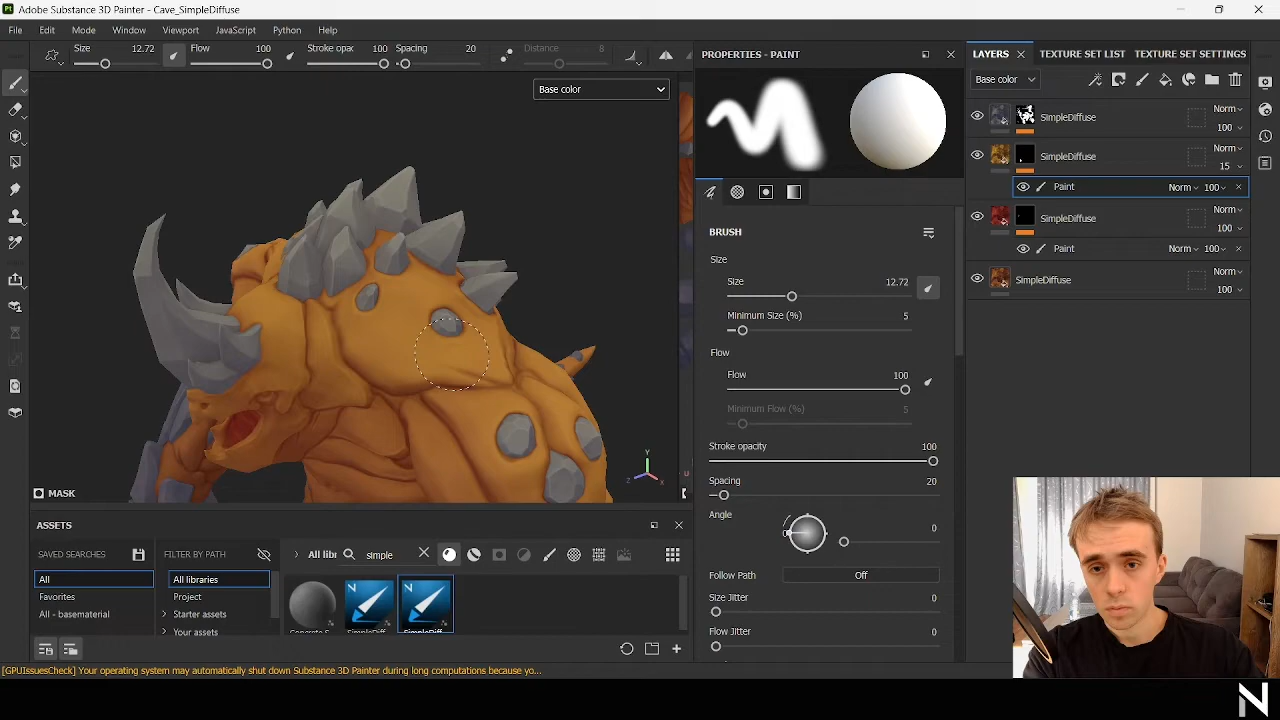 Pt Adobe Substance 3D Painter - Cave_SimpleDiffuse
File Edit Mode Window Viewport JavaScript Python Help
Size 12.72 Flow 100 Stroke opac 100 Spacing 20 Distance 8
Base color
MASK
Y
Z X
ASSETS
SAVED SEARCHES
All
Favorites
All - basematerial
FILTER BY PATH
All libraries
Project
Starter assets
Your assets
All libr simple
Concrete S
SimpleDiff
SimpleDiff
[GPUIssuesCheck] Your operating system may automatically shut down Substance 3D Painter during long computations because yo...
PROPERTIES - PAINT
BRUSH
Size
Size 12.72
Minimum Size (%) 5
Flow
Flow 100
Minimum Flow (%) 5
Stroke opacity 100
Spacing 20
Angle 0
Follow Path Off
Size Jitter 0
Flow Jitter 0
LAYERS TEXTURE SET LIST TEXTURE SET SETTINGS
Base color
SimpleDiffuse Norm 100
SimpleDiffuse Norm 15
Paint Norm 100
SimpleDiffuse Norm 100
Paint Norm 100
SimpleDiffuse Norm 100
N